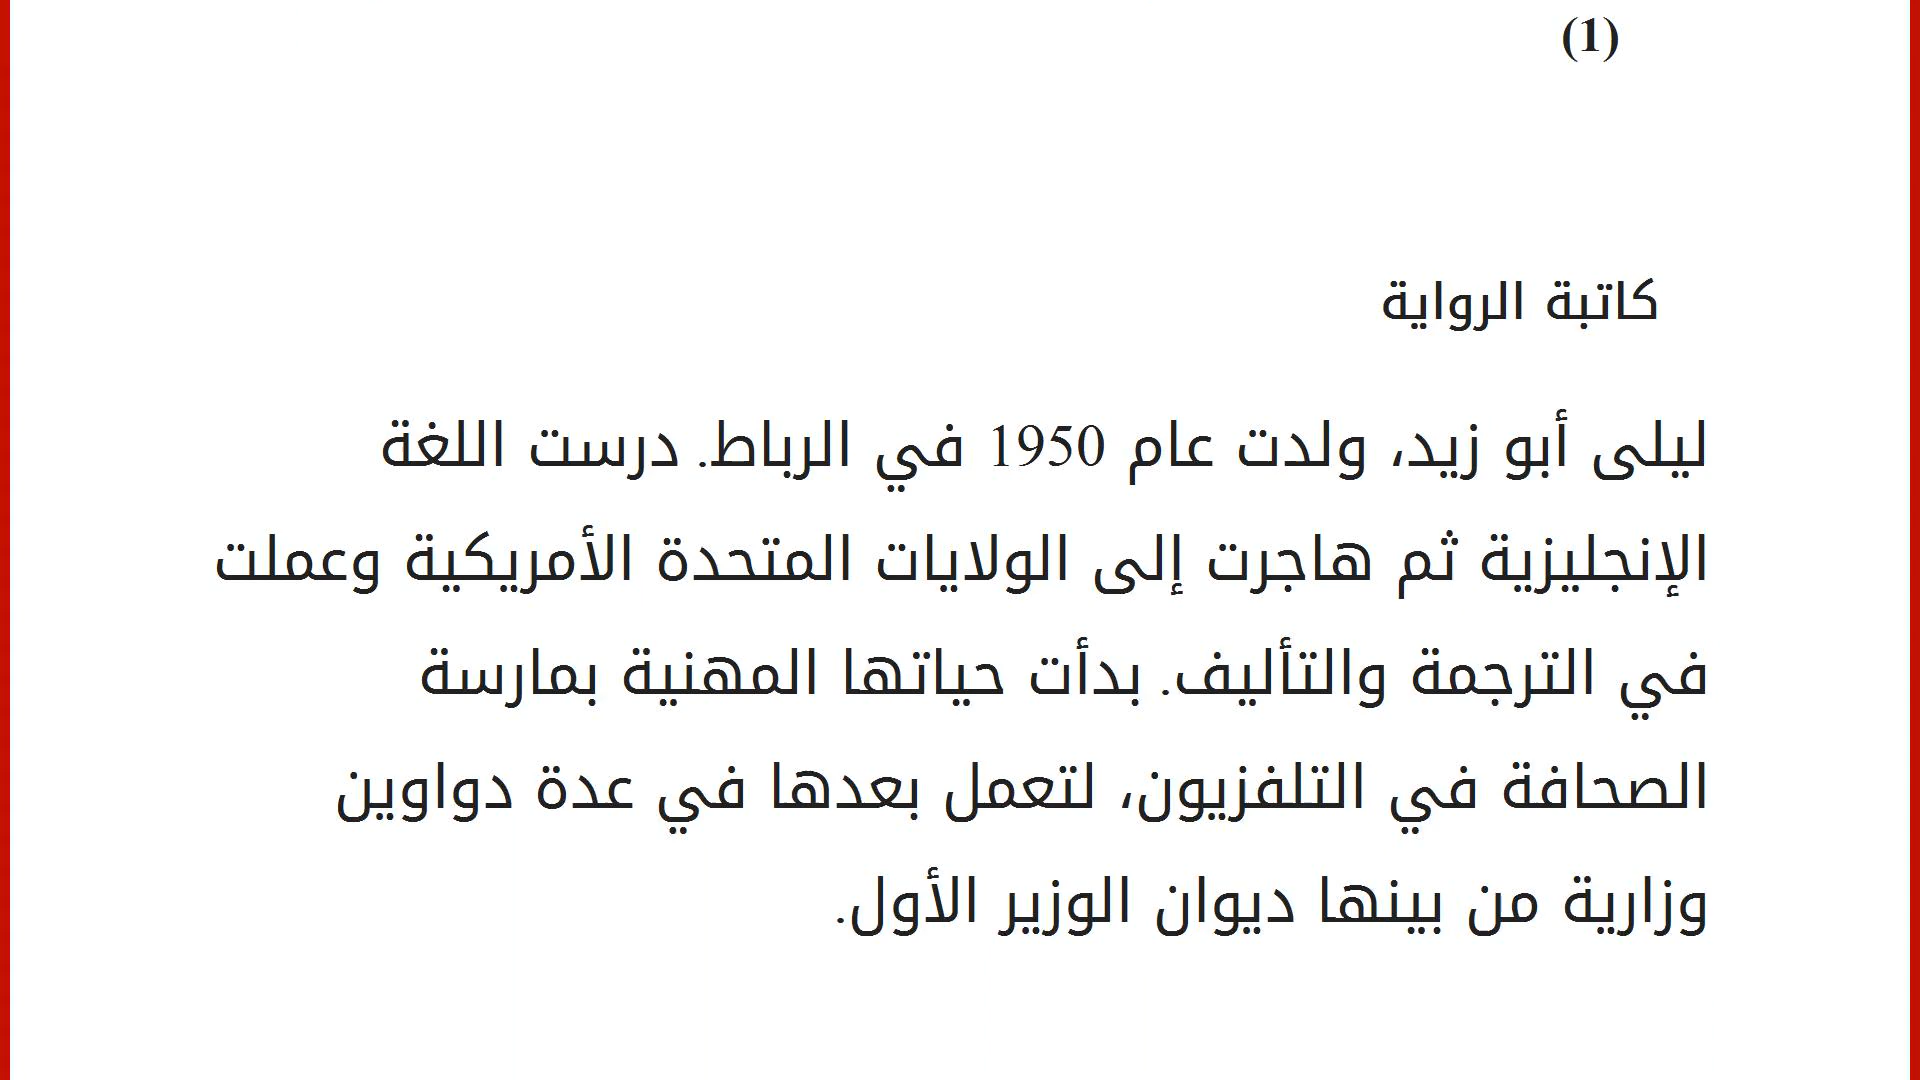 (1)
كاتبة الرواية
ليلى أبو زيد، ولدت عام 1950 في الرباط. درست اللغة
الإنجليزية ثم هاجرت إلى الولايات المتحدة الأمريكية وعملت
في الترجمة والتأليف. بدأت حياتها المهنية بمارسة
الصحافة في التلفزيون، لتعمل بعدها في عدة دواوين
وزارية من بينها ديوان الوزير الأول.